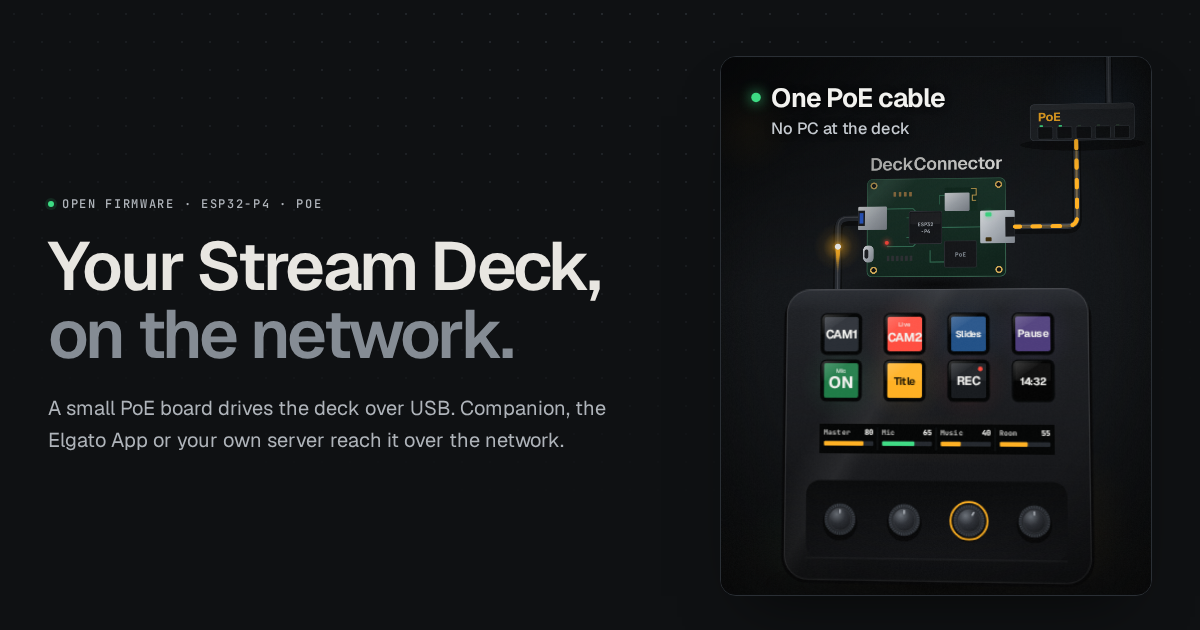 OPEN FIRMWARE · ESP32-P4 · POE
Your Stream Deck,
on the network.
A small PoE board drives the deck over USB. Companion, the
Elgato App or your own server reach it over the network.
One PoE cable
No PC at the deck
PoE
DeckConnector
ESP32
-P4
PoE
CAM1
Live
CAM2
Slides
Pause
Mic
ON
Title
REC
14:32
Master 80 Mic 65 Music 40 Room 55